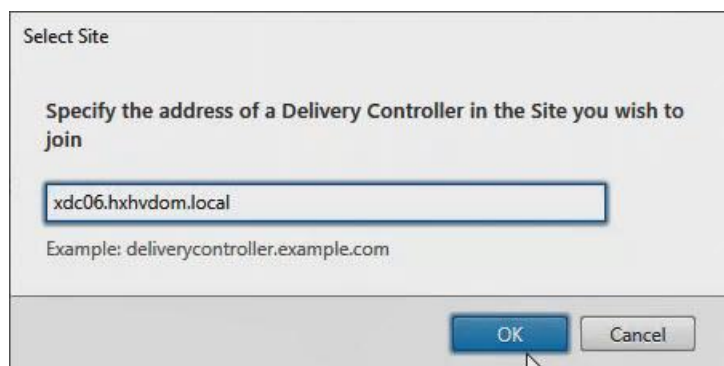 Select Site
Specify the address of a Delivery Controller in the Site you wish to
join
xdc06.hxhvdom.local
Example: deliverycontroller.example.com
OK Cancel